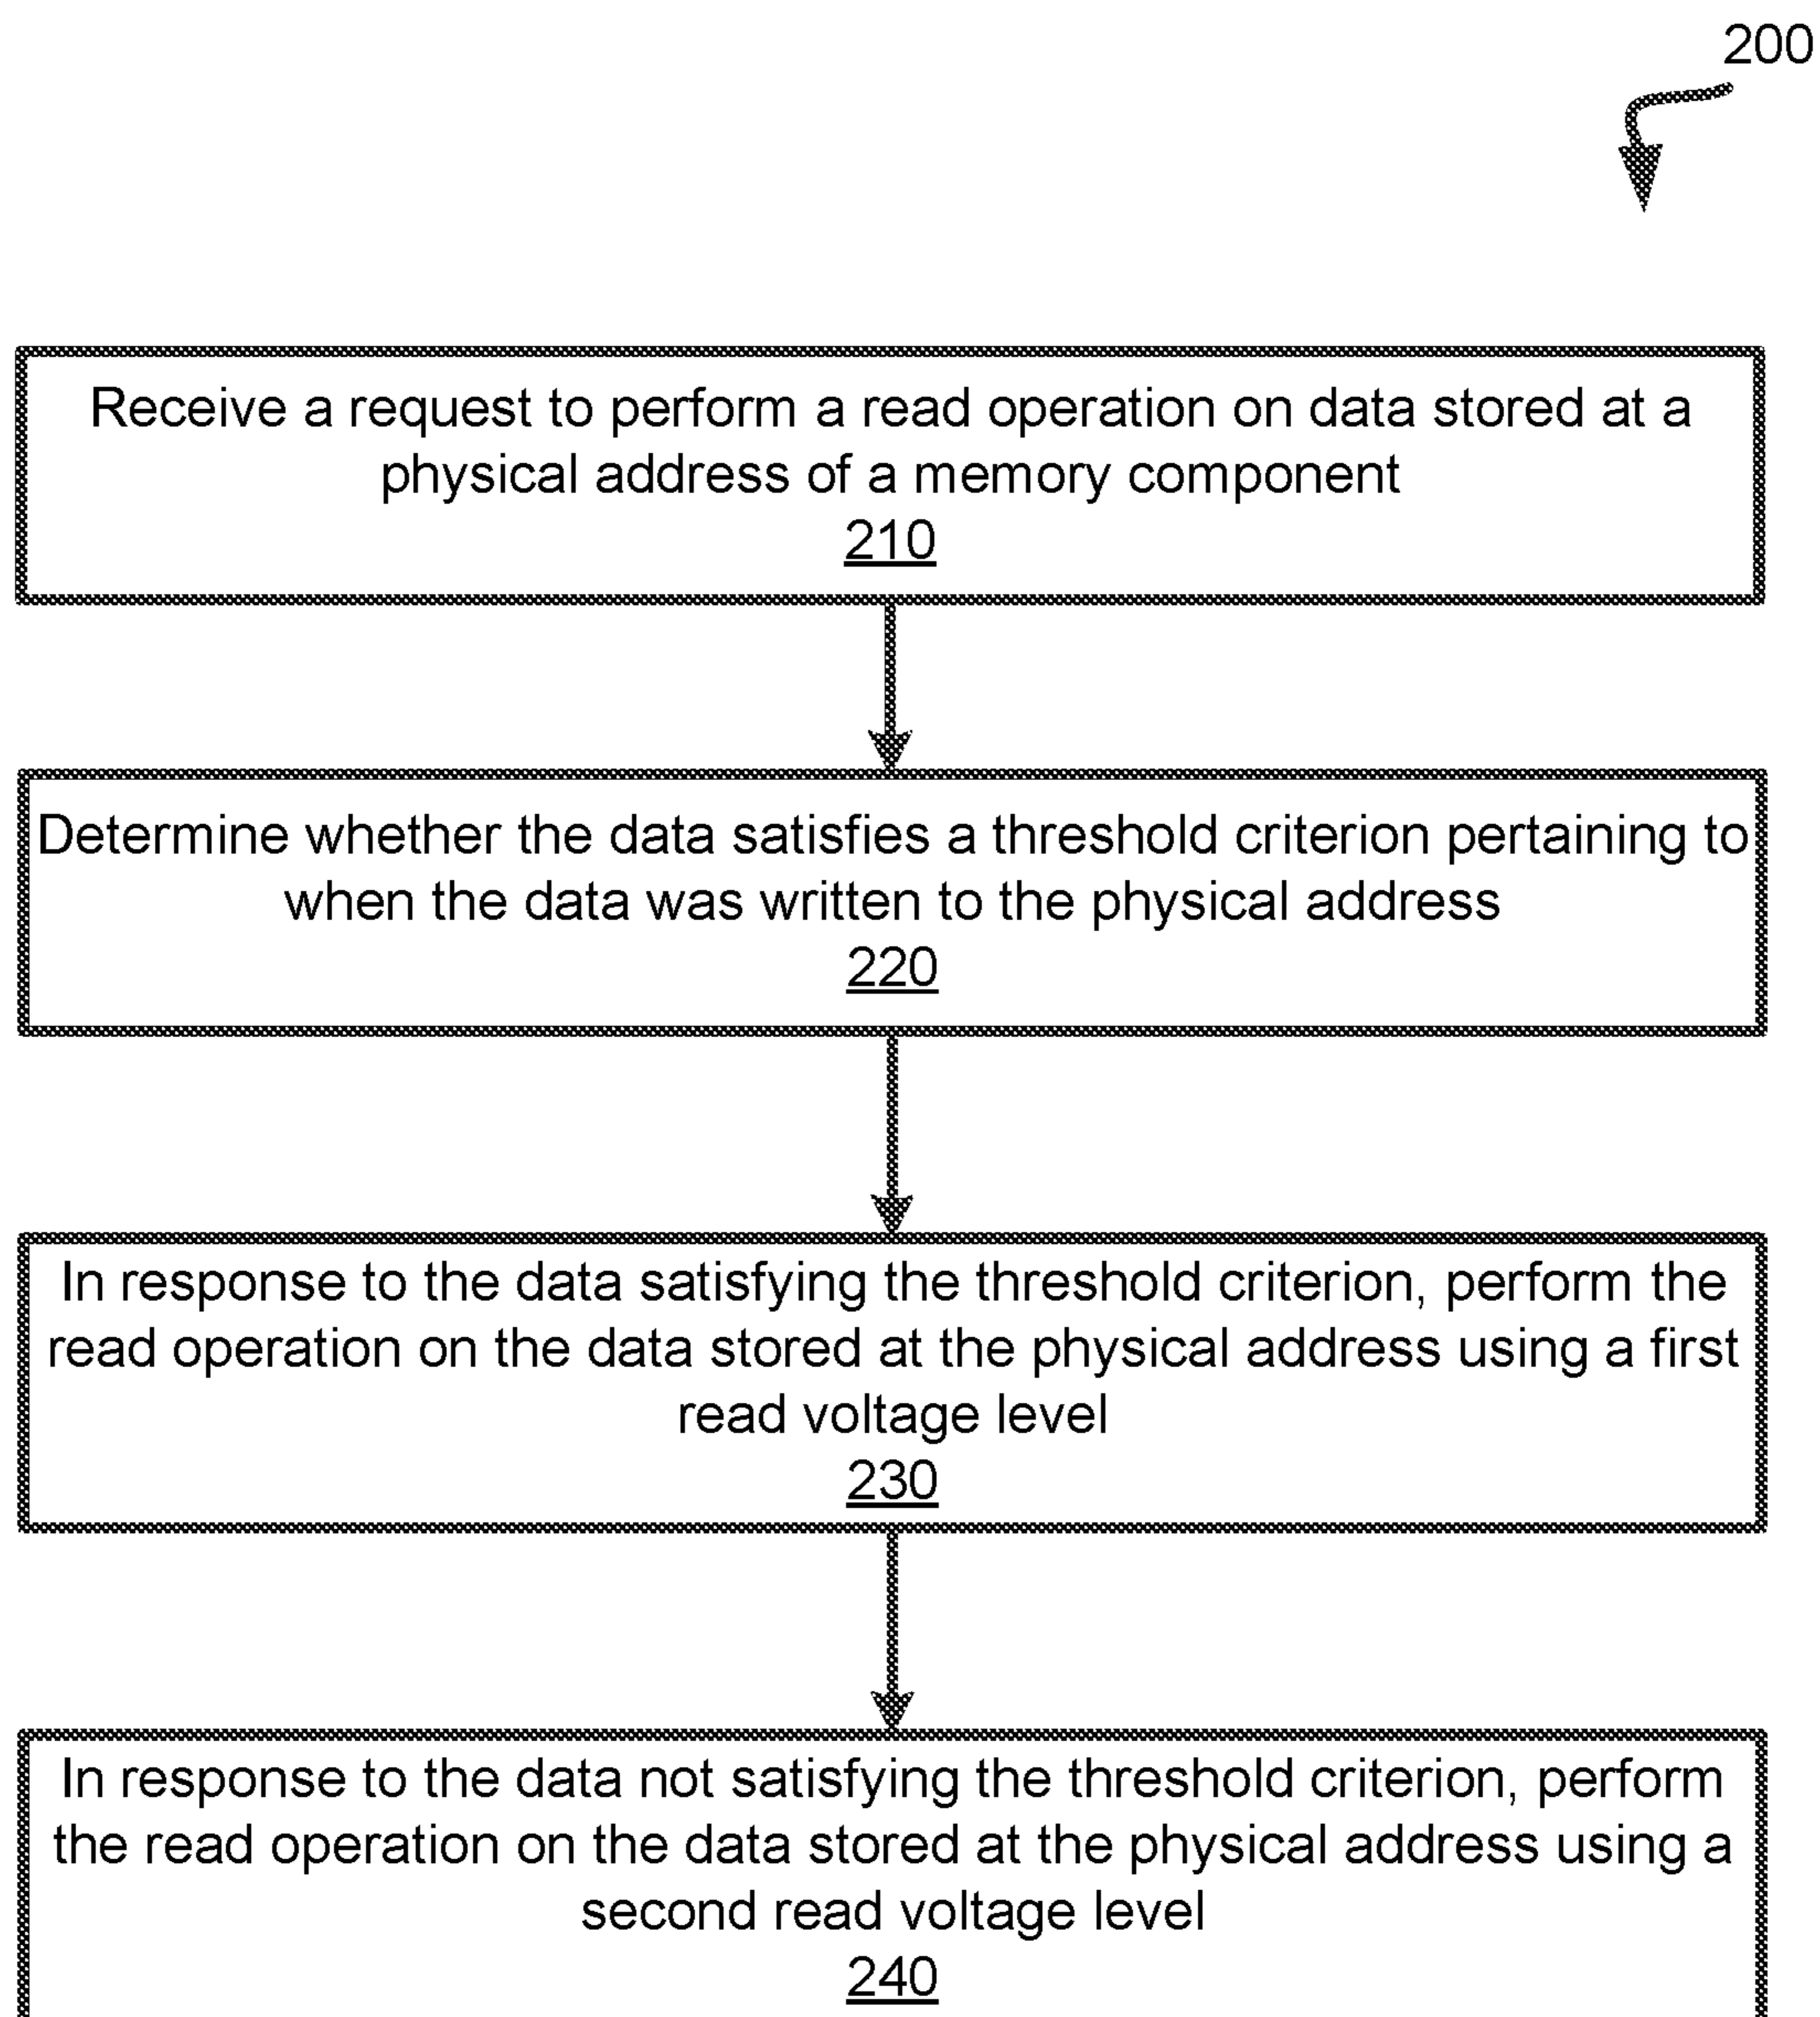 200
Receive a request to perform a read operation on data stored at a
physical address of a memory component
210
Determine whether the data satisfies a threshold criterion pertaining to
when the data was written to the physical address
220
In response to the data satisfying the threshold criterion, perform the
read operation on the data stored at the physical address using a first
read voltage level
230
In response to the data not satisfying the threshold criterion, perform
the read operation on the data stored at the physical address using a
second read voltage level
240